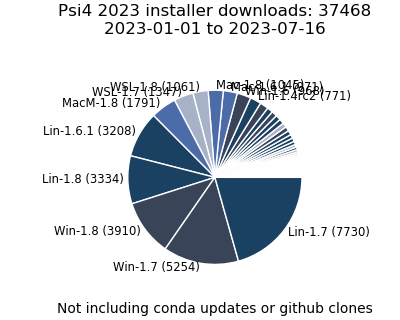 Psi4 2023 installer downloads: 37468
2023-01-01 to 2023-07-16
WSL-1.8 (1061)
WSL-1.7 (1347)
MacM-1.8 (1791)
Lin-1.6.1 (3208)
Lin-1.8 (3334)
Win-1.8 (3910)
Win-1.7 (5254)
Lin-1.7 (7730)
Lin-1.4rc2 (771)
Mac-1.8 (1045)
Not including conda updates or github clones